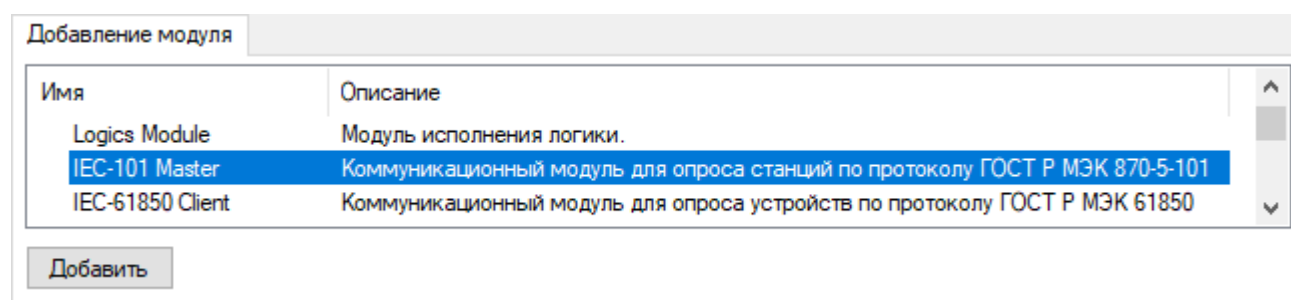 Добавление модуля
Имя Описание
Logics Module Модуль исполнения логики.
IEC-101 Master Коммуникационный модуль для опроса станций по протоколу ГОСТ Р МЭК 870-5-101
IEC-61850 Client Коммуникационный модуль для опроса устройств по протоколу ГОСТ Р МЭК 61850
Добавить